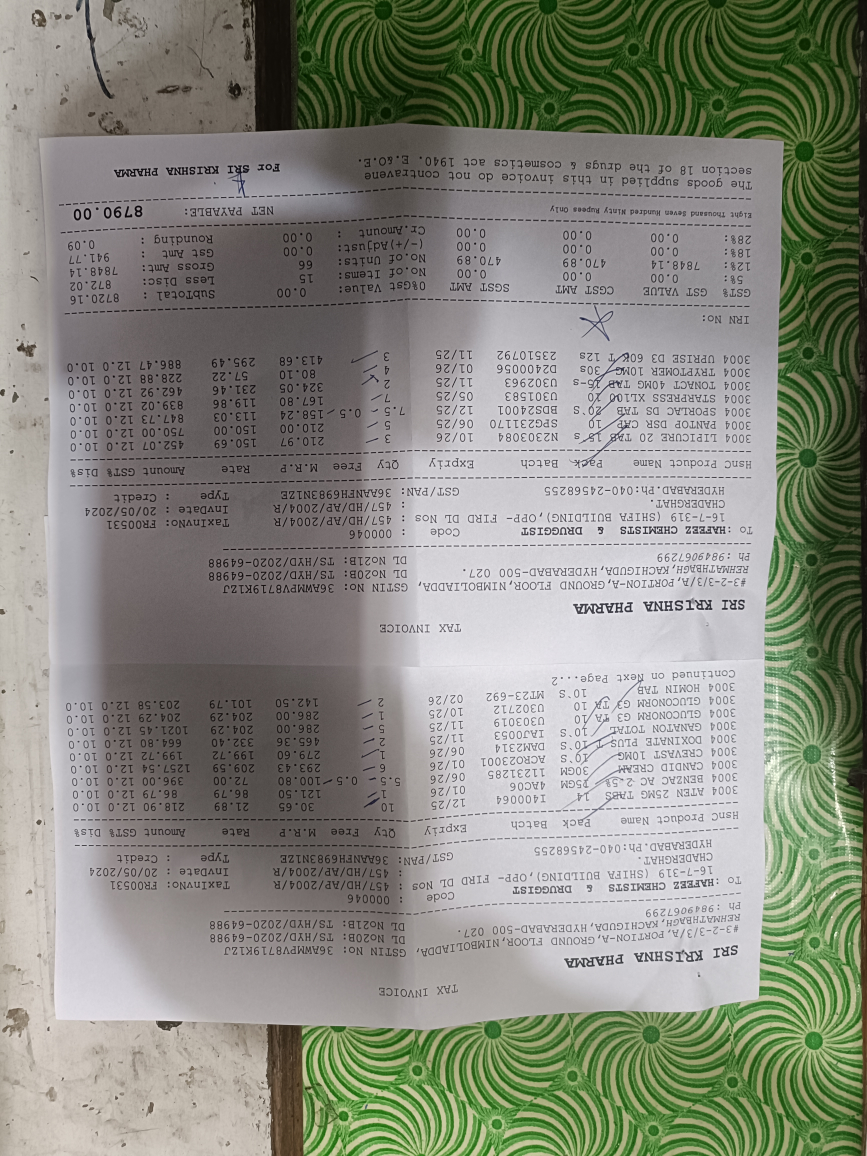 TAX INVOICE
SRI KRISHNA PHARMA
#3-2-3/3/A, PORTION-A, GROUND FLOOR, NIMBOLIADDA, GSTIN No: 36AWMPM8719K1ZJ
REHMATHBAGH, KACHIGUDA, HYDERABAD-500 027. DL No20B: TS/HYD/2020-64988
Ph :9849067299 DL No21B: TS/HYD/2020-64988
To :HAFEEZ CHEMISTS & DRUGGIST Code : 000046
16-7-319 (SHIFA BUILDING),OPP- FIRD DL Nos : 457/HD/AP/2004/R TaxInvNo: FR00531
CHADERGHAT. : 457/HD/AP/2004/R InvDate : 20/05/2024
HYDERABAD.Ph:040-24568255 GST/PAN: 36AANFH6983N1ZE Type : Credit
Hsnc Product Name Pack Batch Expriy Qty Free M.R.P Rate Amount GST% Dis%
3004 ATEN 25MG TABS 14 I400064 12/25 10 30.65 21.89 218.90 12.0 10.0
3004 BENZAC AC 2.5% 15GM 4AC06 01/26 1 121.50 86.79 86.79 12.0 10.0
3004 CANDID CREAM 30GM 11231285 06/26 5.5 - 0.5 100.80 72.00 396.00 12.0 10.0
3004 CREVAST 10MG 10'S ACRC023001 01/26 6 293.43 209.59 1257.54 12.0 10.0
3004 DOXINATE PLUS T 10'S DAM2314 06/26 1 279.60 199.72 199.72 12.0 10.0
3004 GANATON TOTAL 10'S IAJ0053 11/25 2 465.36 332.40 664.80 12.0 10.0
3004 GLUCONORM G3 TA 10 U303019 11/25 5 286.00 204.29 1021.45 12.0 10.0
3004 GLUCONORM G3 TA 10 U302712 10/25 1 286.00 204.29 204.29 12.0 10.0
3004 HOMIN TAB 10'S MT23-692 02/26 2 142.50 101.79 203.58 12.0 10.0
Continued on Next Page...2
TAX INVOICE
SRI KRISHNA PHARMA
#3-2-3/3/A, PORTION-A, GROUND FLOOR, NIMBOLIADDA, GSTIN No: 36AWMPM8719K1ZJ
REHMATHBAGH, KACHIGUDA, HYDERABAD-500 027. DL No20B: TS/HYD/2020-64988
Ph :9849067299 DL No21B: TS/HYD/2020-64988
To :HAFEEZ CHEMISTS & DRUGGIST Code : 000046
16-7-319 (SHIFA BUILDING),OPP- FIRD DL Nos : 457/HD/AP/2004/R TaxInvNo: FR00531
CHADERGHAT. : 457/HD/AP/2004/R InvDate : 20/05/2024
HYDERABAD.Ph:040-24568255 GST/PAN: 36AANFH6983N1ZE Type : Credit
Hsnc Product Name Pack Batch Expriy Qty Free M.R.P Rate Amount GST% Dis%
3004 LIPICURE 20 TAB 15's N2303084 10/26 3 210.97 150.69 452.07 12.0 10.0
3004 PANTOP DSR CAP 10 SPG231170 06/25 5 210.00 150.00 750.00 12.0 10.0
3004 SPORLAC DS TAB 20's BDS24001 12/25 7.5 - 0.5 158.24 113.03 847.73 12.0 10.0
3004 STARPRESS XL100 10 U301583 05/25 7 167.80 119.86 839.02 12.0 10.0
3004 TONACT 40MG TAB 15-s U302963 11/25 2 324.05 231.46 462.92 12.0 10.0
3004 TRYPTOMER 10MG 30s D2400056 01/26 4 80.10 57.22 228.88 12.0 10.0
3004 UPRISE D3 60K T 12s 23510792 11/25 3 413.68 295.49 886.47 12.0 10.0
IRN No:
GST% GST VALUE CGST AMT SGST AMT 0%Gst Value: 0.00 SubTotal : 8720.16
5%: 0.00 0.00 0.00 No.of Items: 15 Less Disc: 872.02
12%: 7848.14 470.89 470.89 No.of Units: 66 Gross Amt: 7848.14
18%: 0.00 0.00 0.00 (-/+)Adjust: 0.00 Gst Amt : 941.77
28%: 0.00 0.00 0.00 Cr.Amount : 0.00 Rounding : 0.09
Eight Thousand Seven Hundred Ninty Rupees Only NET PAYABLE: 8790.00
The goods supplied in this invoice do not contravene
section 18 of the drugs & cosmetics act 1940. E.&O.E. For SRI KRISHNA PHARMA